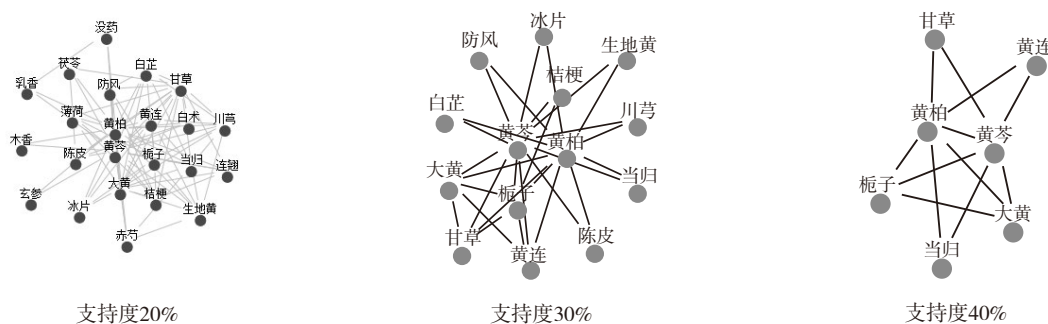 没药
茯苓
白芷
甘草
乳香
防风
薄荷
黄柏
黄连
白术
川芎
木香
陈皮
黄芩
栀子
当归
连翘
玄参
冰片
大黄
桔梗
生地黄
赤芍
支持度20%
冰片
防风
生地黄
桔梗
白芷
川芎
黄芩
黄柏
大黄
当归
栀子
甘草
黄连
陈皮
支持度30%
甘草
黄连
黄柏
黄芩
栀子
大黄
当归
支持度40%